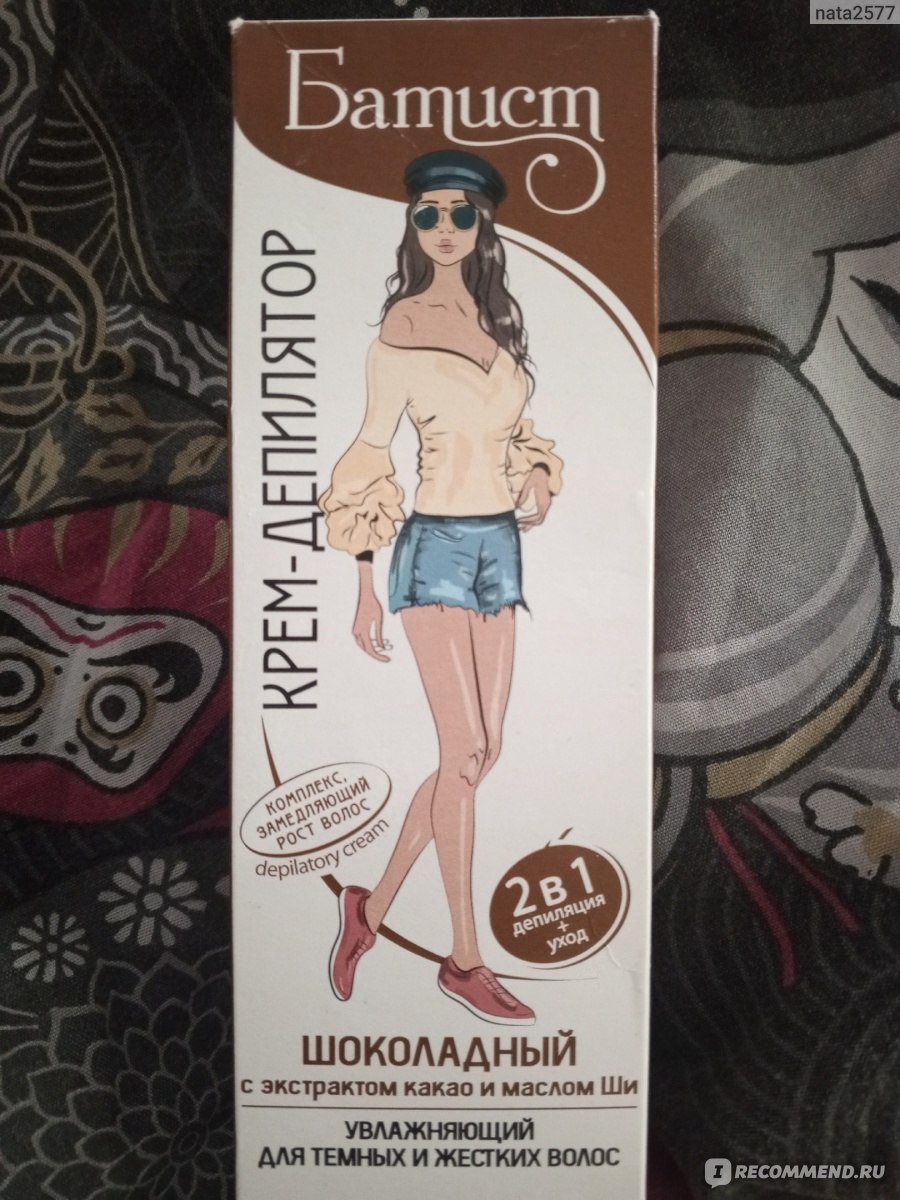 nata2577
Батист
КРЕМ-ДЕПИЛЯТОР
КОМПЛЕКС,
ЗАМЕДЛЯЮЩИЙ
РОСТ ВОЛОС
depilatory cream
2 в 1
депиляция
+
уход
ШОКОЛАДНЫЙ
с экстрактом какао и маслом Ши
УВЛАЖНЯЮЩИЙ
ДЛЯ ТЕМНЫХ И ЖЕСТКИХ ВОЛОС
IRECOMMEND.RU